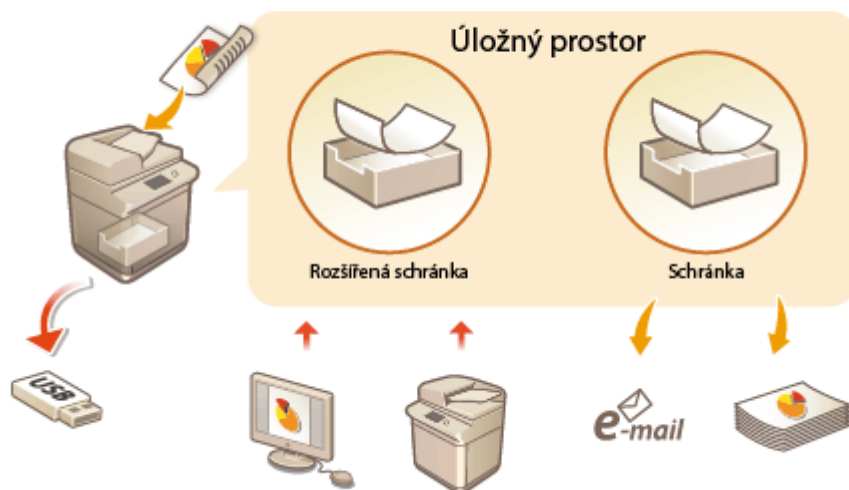 Úložný prostor
Rozšířená schránka
Schránka
USB
e-mail